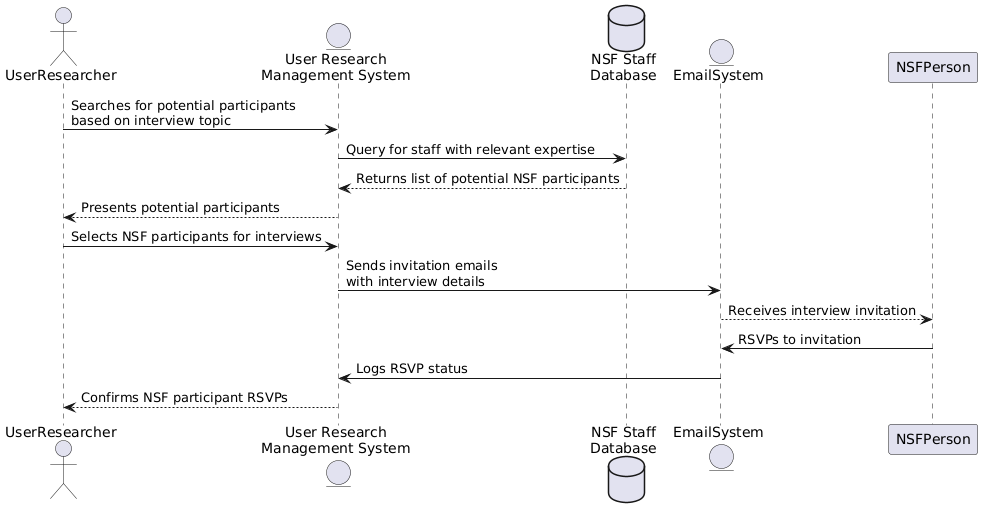 UserResearcher
User Research
Management System
NSF Staff
Database
EmailSystem
NSFPerson
Searches for potential participants
based on interview topic
Query for staff with relevant expertise
Returns list of potential NSF participants
Presents potential participants
Selects NSF participants for interviews
Sends invitation emails
with interview details
Receives interview invitation
RSVPs to invitation
Logs RSVP status
Confirms NSF participant RSVPs
UserResearcher
User Research
Management System
NSF Staff
Database
EmailSystem
NSFPerson